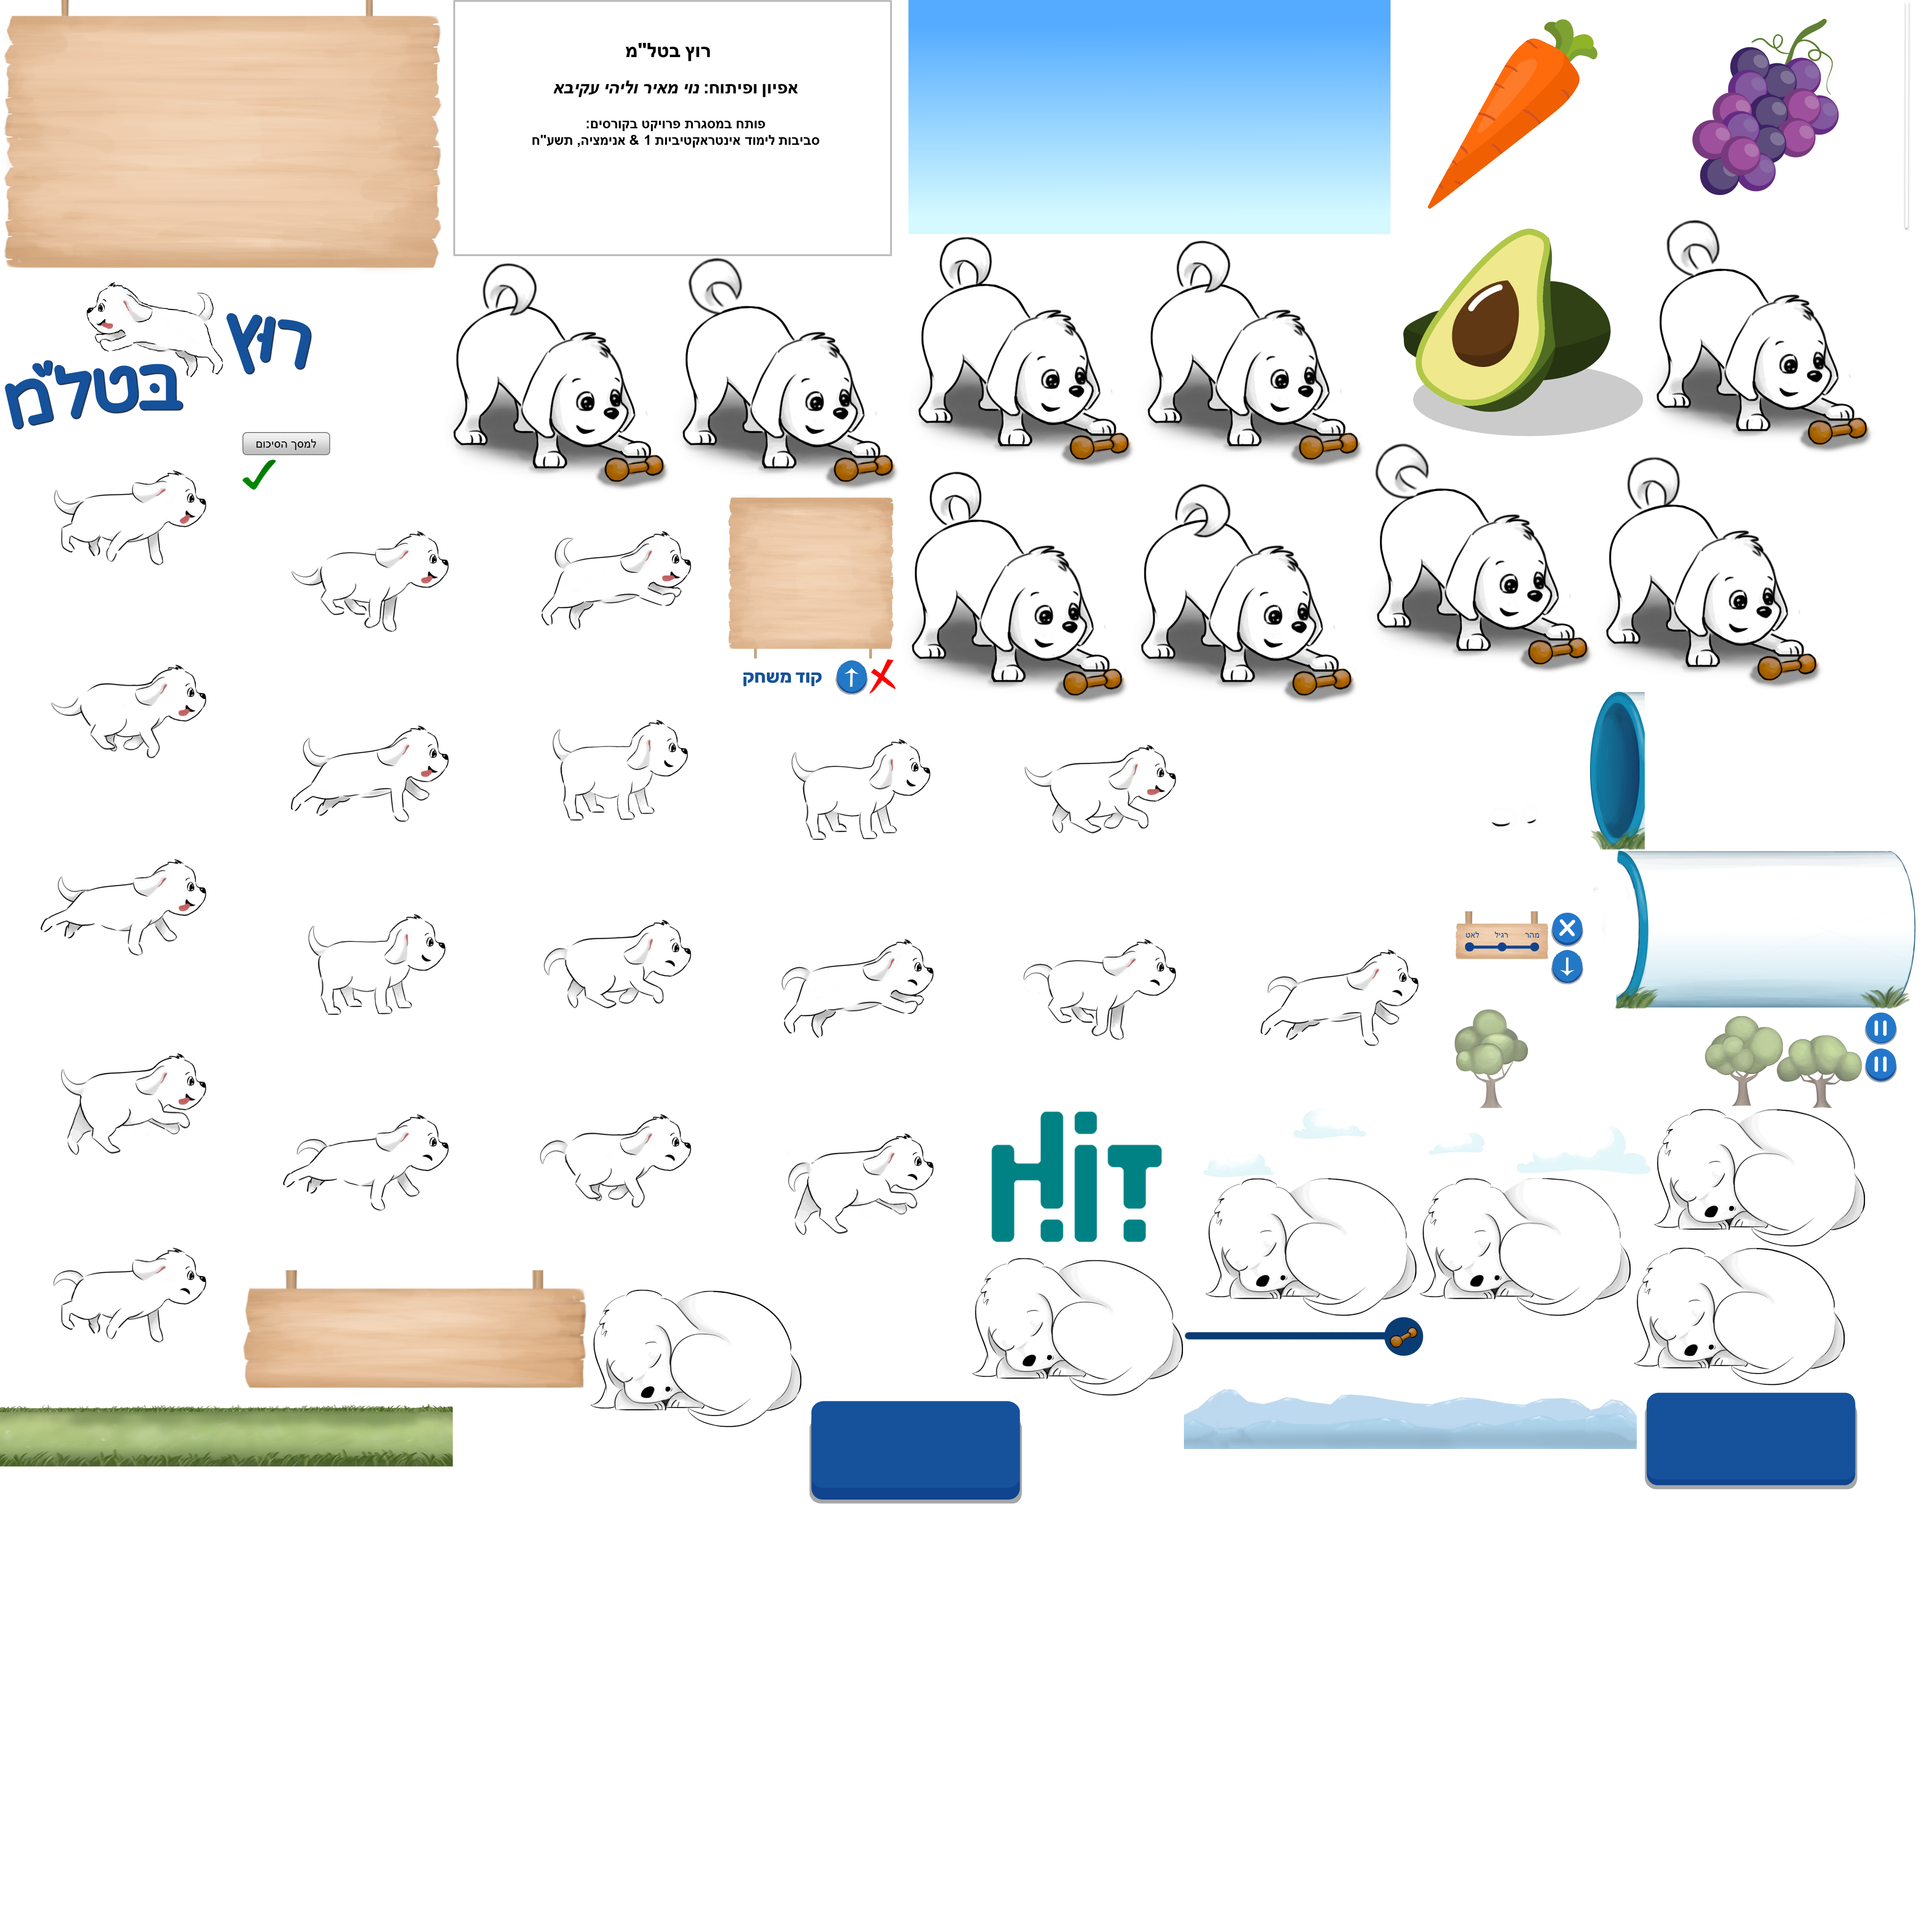 רוץ בטל"מ
אפיון ופיתוח: נוי מאיר וליהי עקיבא
פותח במסגרת פרויקט בקורסים:
סביבות לימוד אינטראקטיביות 1 & אנימציה, תשע"ח
רוץ
בטל"מ
למסך הסיכום
קוד משחק
לאט רגיל מהר
HiT